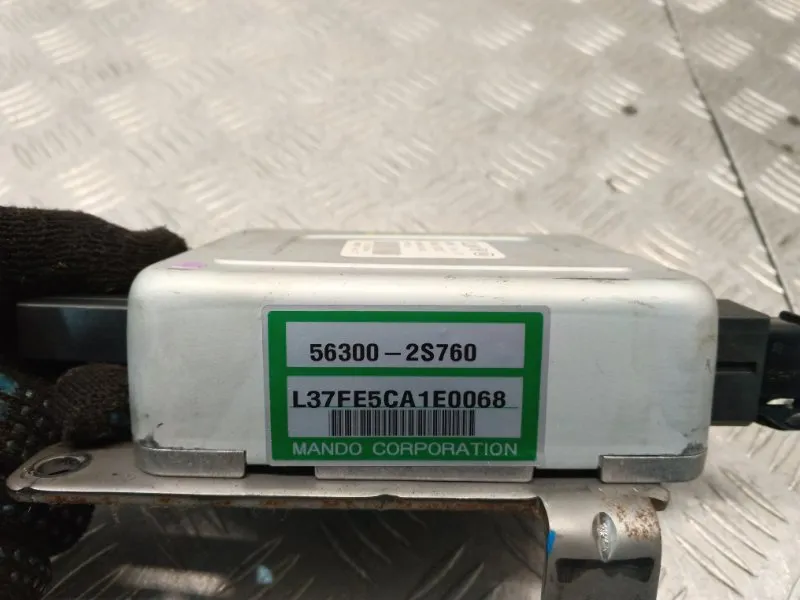 56300-2S760
L37FE5CA1E0068
MANDO CORPORATION